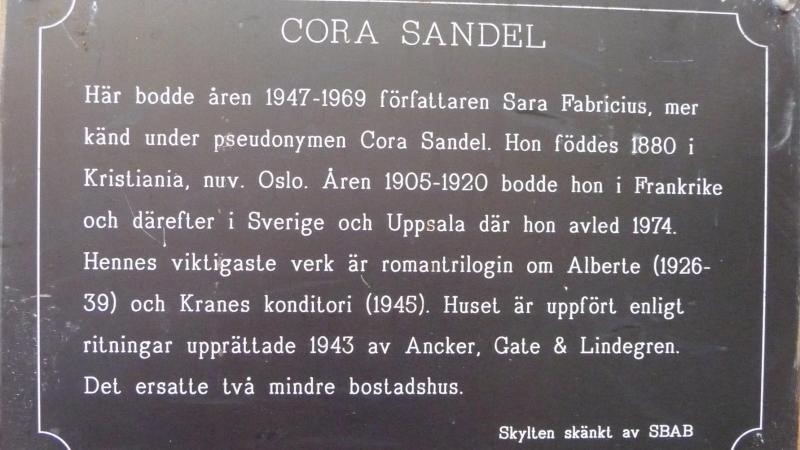 CORA SANDEL
Här bodde åren 1947-1969 författaren Sara Fabricius, mer
känd under pseudonymen Cora Sandel. Hon föddes 1880 i
Kristiania, nuv. Oslo. Åren 1905-1920 bodde hon i Frankrike
och därefter i Sverige och Uppsala där hon avled 1974.
Hennes viktigaste verk är romantrilogin om Alberte (1926-
39) och Kranes konditori (1945). Huset är uppfört enligt
ritningar upprättade 1943 av Ancker, Gate & Lindegren.
Det ersatte två mindre bostadshus.
Skylten skänkt av SBAB